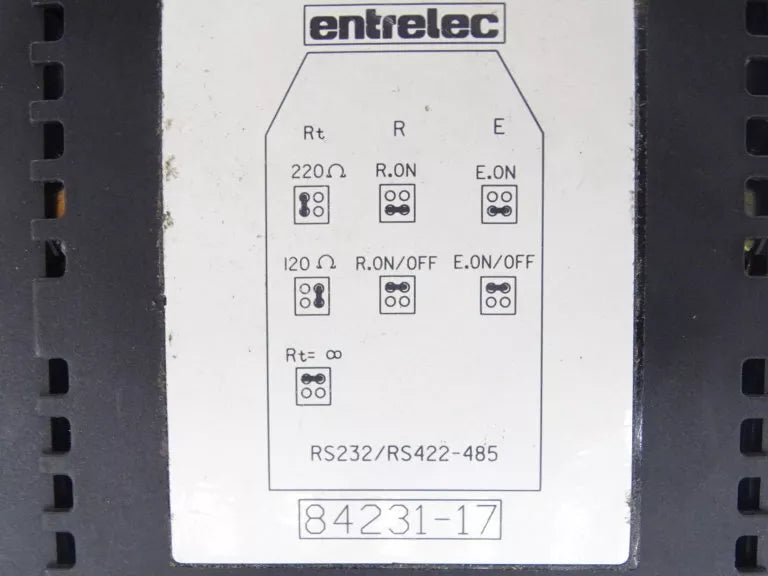 entrelec
Rt R E
220Ω R.ON E.ON
120 Ω R.ON/OFF E.ON/OFF
Rt= ∞
RS232/RS422-485
84231-17